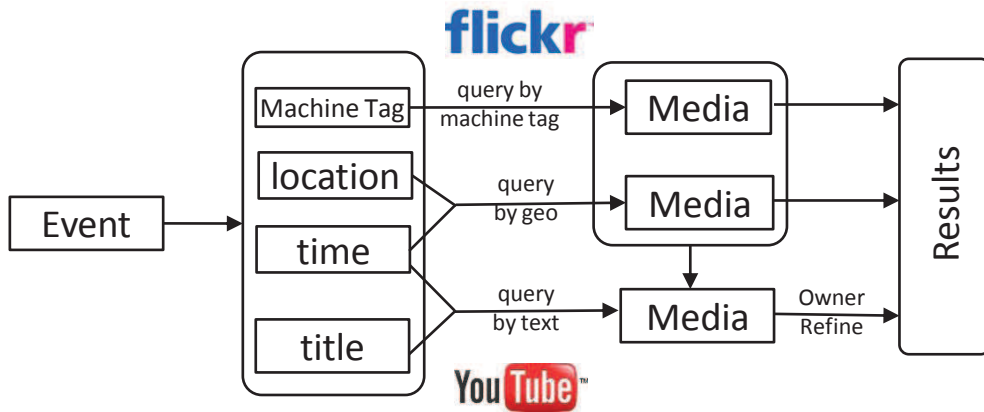 flickr
Machine Tag
query by
machine tag
Media
location
query
by geo
Media
Event
time
Results
query
by text
Media
Owner
Refine
title
YouTube™